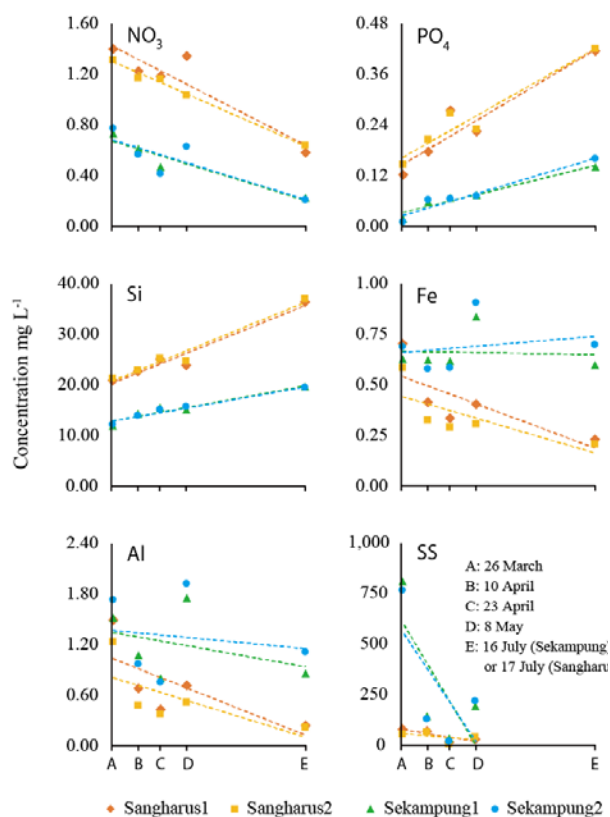 NO3
PO4
1.60
1.20
0.80
0.40
0.00
0.48
0.36
0.24
0.12
0.00
Concentration mg L-1
Si
Fe
40.00
30.00
20.00
10.00
0.00
1.00
0.75
0.50
0.25
0.00
Al
SS
2.40
1.80
1.20
0.60
0.00
1,000
750
500
250
0
A: 26 March
B: 10 April
C: 23 April
D: 8 May
E: 16 July (Sekampung)
or 17 July (Sangharu
A B C D E
A B C D E
Sangharus1 Sangharus2 Sekampung1 Sekampung2